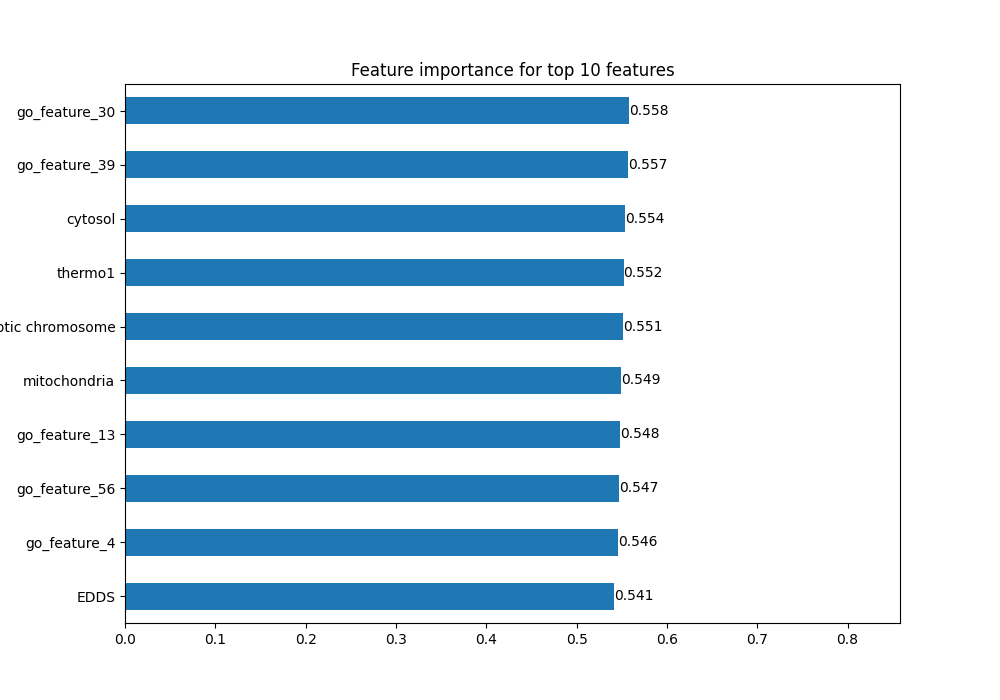 Feature importance for top 10 features
go_feature_30 0.558
go_feature_39 0.557
cytosol 0.554
thermo1 0.552
otic chromosome 0.551
mitochondria 0.549
go_feature_13 0.548
go_feature_56 0.547
go_feature_4 0.546
EDDS 0.541
0.0 0.1 0.2 0.3 0.4 0.5 0.6 0.7 0.8